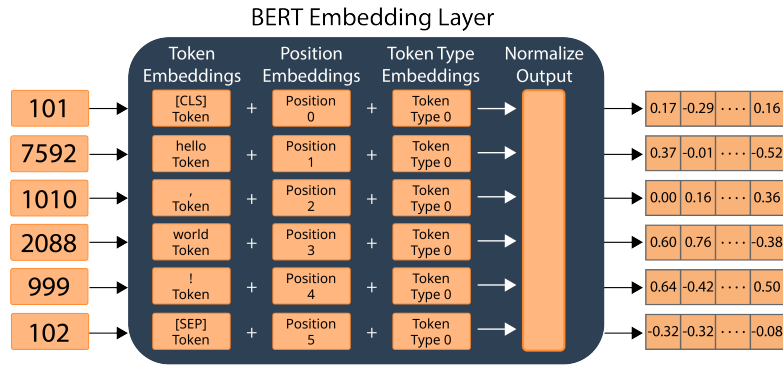 BERT Embedding Layer
Token Position Token Type Normalize
Embeddings Embeddings Embeddings Output
101 [CLS] Token + Position 0 + Token Type 0 0.17 -0.29 ···· 0.16
7592 hello Token + Position 1 + Token Type 0 0.37 -0.01 ···· -0.52
1010 , Token + Position 2 + Token Type 0 0.00 0.16 ···· 0.36
2088 world Token + Position 3 + Token Type 0 0.60 0.76 ···· -0.38
999 ! Token + Position 4 + Token Type 0 0.64 -0.42 ···· 0.50
102 [SEP] Token + Position 5 + Token Type 0 -0.32 -0.32 ···· -0.08